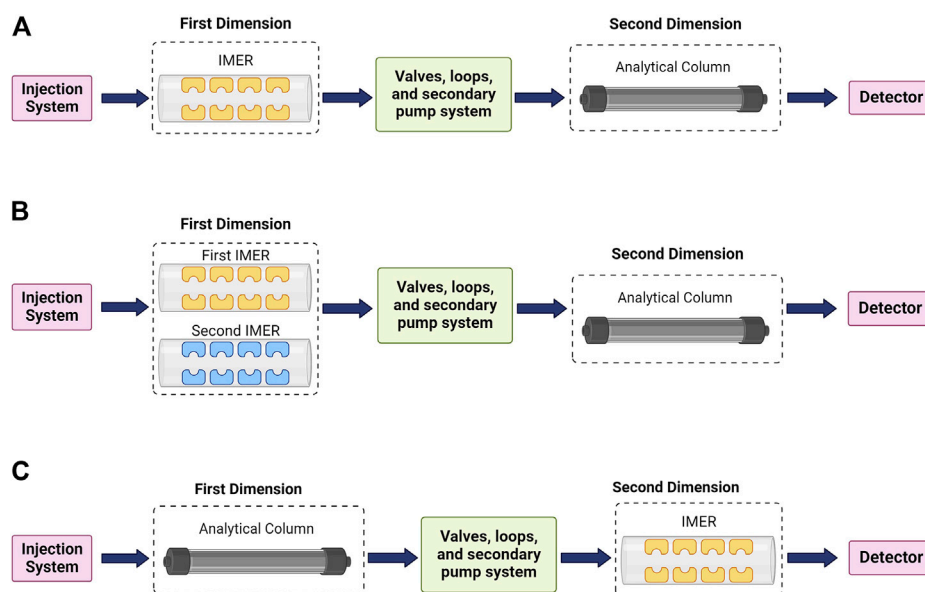 A
First Dimension
Second Dimension
IMER
Analytical Column
Injection
System
Valves, loops,
and secondary
pump system
Detector
B
First Dimension
Second Dimension
First IMER
Second IMER
Analytical Column
Injection
System
Valves, loops,
and secondary
pump system
Detector
C
First Dimension
Second Dimension
Analytical Column
IMER
Injection
System
Valves, loops,
and secondary
pump system
Detector